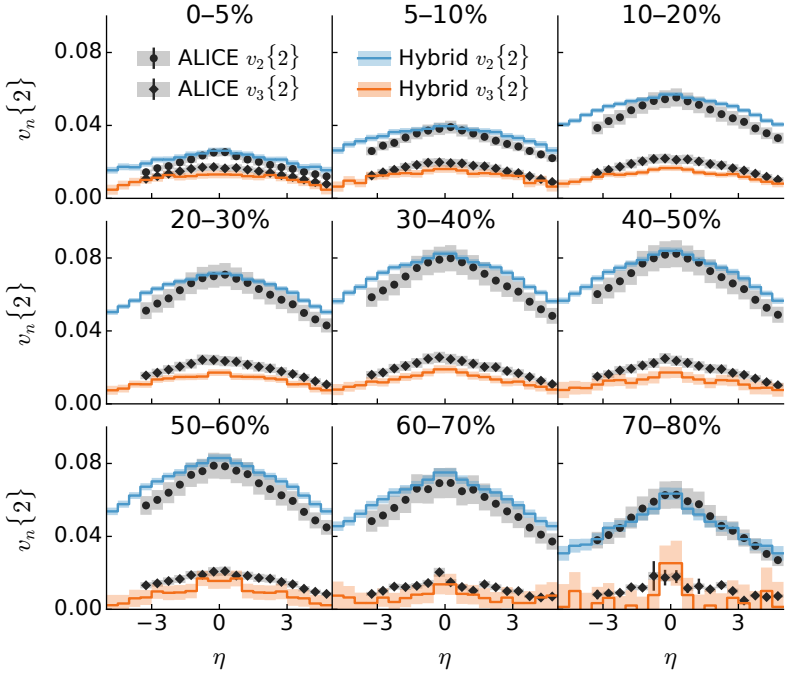 0–5% 5–10% 10–20%
0.08
ALICE v₂{2} Hybrid v₂{2}
ALICE v₃{2} Hybrid v₃{2}
vₙ{2}
0.04
0.00
20–30% 30–40% 40–50%
0.08
vₙ{2}
0.04
0.00
50–60% 60–70% 70–80%
0.08
vₙ{2}
0.04
0.00
−3 0 3 −3 0 3 −3 0 3
η η η